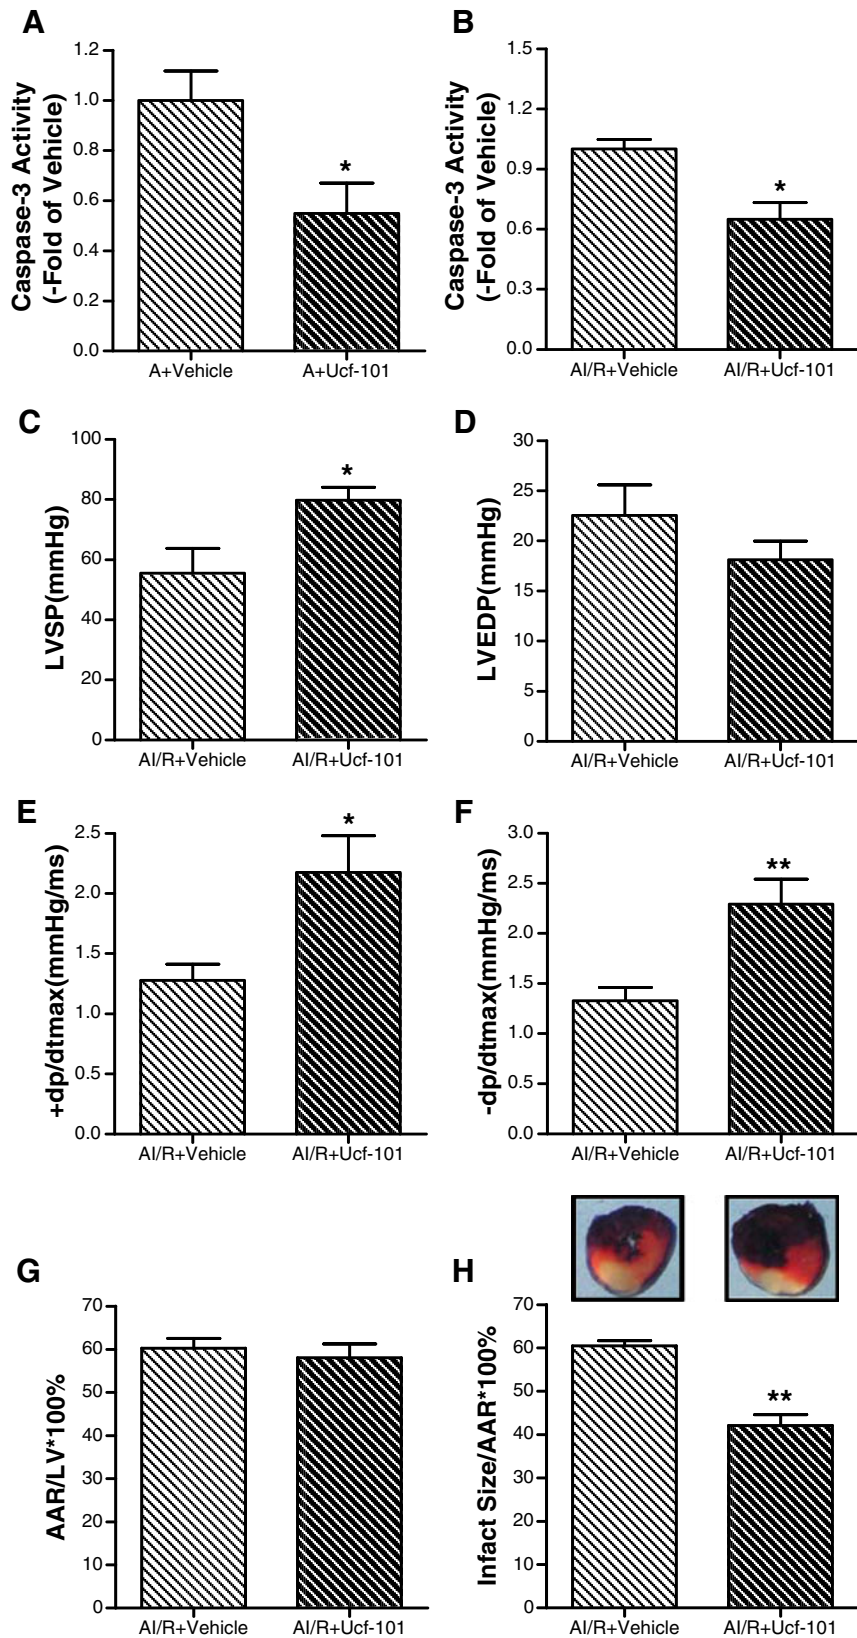 A
Caspase-3 Activity
(-Fold of Vehicle)
1.2
1.0
0.8
0.6
0.4
0.2
0.0
*
A+Vehicle
A+Ucf-101
B
Caspase-3 Activity
(-Fold of Vehicle)
1.5
1.2
0.9
0.6
0.3
0.0
*
AI/R+Vehicle
AI/R+Ucf-101
C
LVSP(mmHg)
100
80
60
40
20
0
*
AI/R+Vehicle
AI/R+Ucf-101
D
LVEDP(mmHg)
30
25
20
15
10
5
0
AI/R+Vehicle
AI/R+Ucf-101
E
+dp/dtmax(mmHg/ms)
2.5
2.0
1.5
1.0
0.5
0.0
*
AI/R+Vehicle
AI/R+Ucf-101
F
-dp/dtmax(mmHg/ms)
3.0
2.5
2.0
1.5
1.0
0.5
0.0
**
AI/R+Vehicle
AI/R+Ucf-101
G
AAR/LV*100%
70
60
50
40
30
20
10
0
AI/R+Vehicle
AI/R+Ucf-101
H
Infact Size/AAR*100%
70
60
50
40
30
20
10
0
**
AI/R+Vehicle
AI/R+Ucf-101